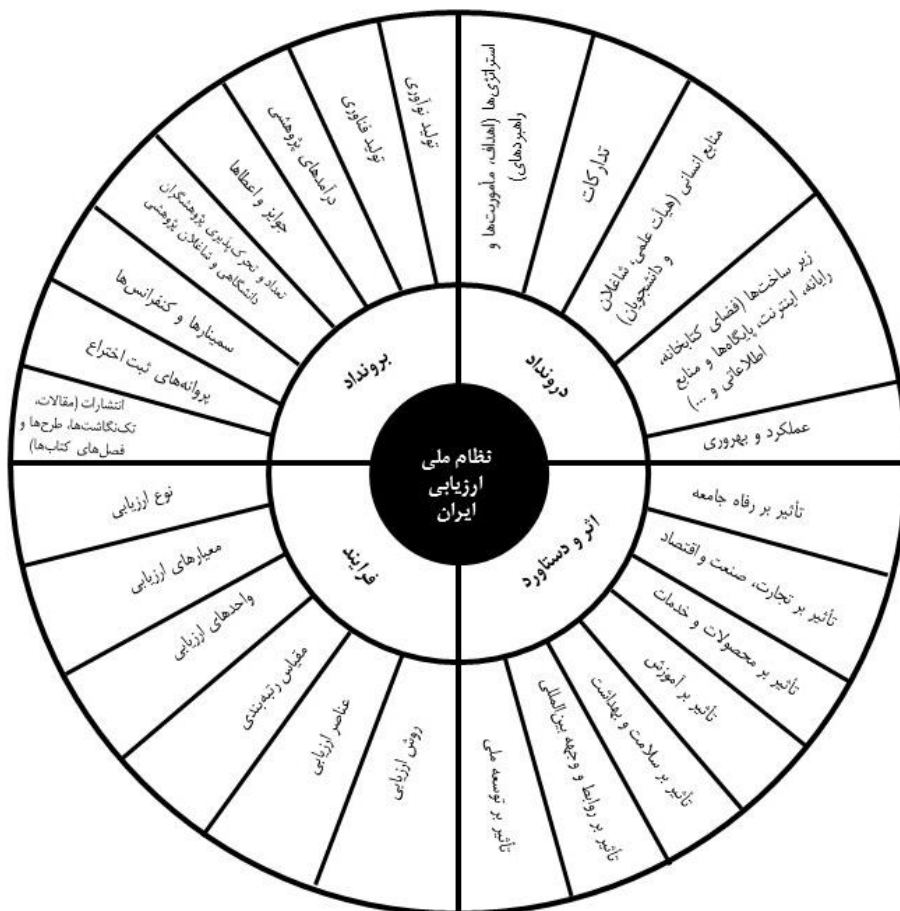 نظام ملی
ارزیابی
ایران
درونداد
استراتژی‌ها (اهداف، مأموریت‌ها و
راهبردهای)
تدارکات
منابع انسانی (هیأت علمی، شاغلان
و دانشجویان)
زیر ساخت‌ها (فضای کتابخانه،
رایانه، اینترنت، پایگاه‌ها و منابع
اطلاعاتی و ...)
عملکرد و بهروری
اثر و دستاورد
تأثیر بر رفاه جامعه
تأثیر بر تجارت، صنعت و اقتصاد
تأثیر بر محصولات و خدمات
تأثیر بر آموزش
تأثیر بر سلامت و بهداشت
تأثیر بر روابط و وجهه بین‌المللی
تأثیر بر توسعه ملی
فرایند
روش ارزیابی
عناصر ارزیابی
مقیاس رتبه‌بندی
واحدهای ارزیابی
معیارهای ارزیابی
نوع ارزیابی
برونداد
انتشارات (مقالات،
تک‌نگاشت‌ها، طرح‌ها و
فصل‌های کتاب‌ها)
پروانه‌های ثبت اختراع
سمینارها و کنفرانس‌ها
تعداد و تحرک‌پذیری پژوهشگران
دانشگاهی و شاغلان پژوهشی
جوایز و اعطاها
درآمدهای پژوهشی
تولید فناوری
تولید نوآوری